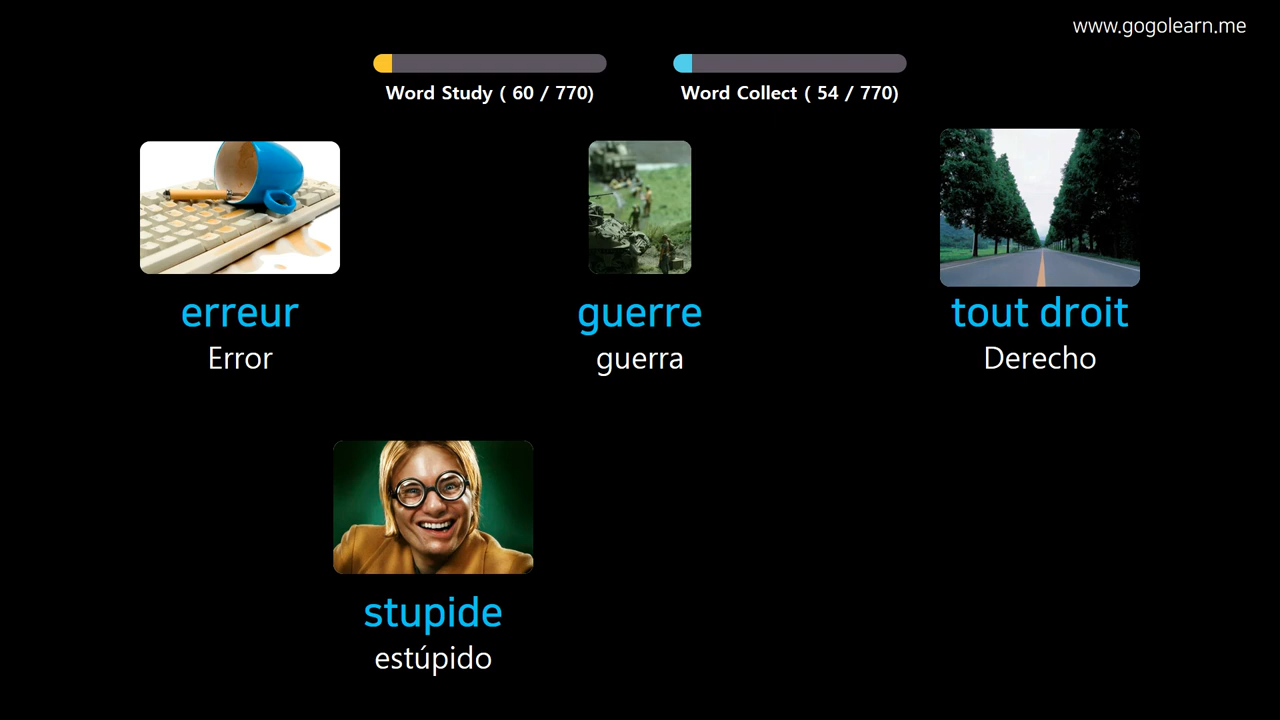 www.gogolearn.me
Word Study ( 60 / 770)
Word Collect ( 54 / 770)
erreur
Error
guerre
guerra
tout droit
Derecho
stupide
estúpido